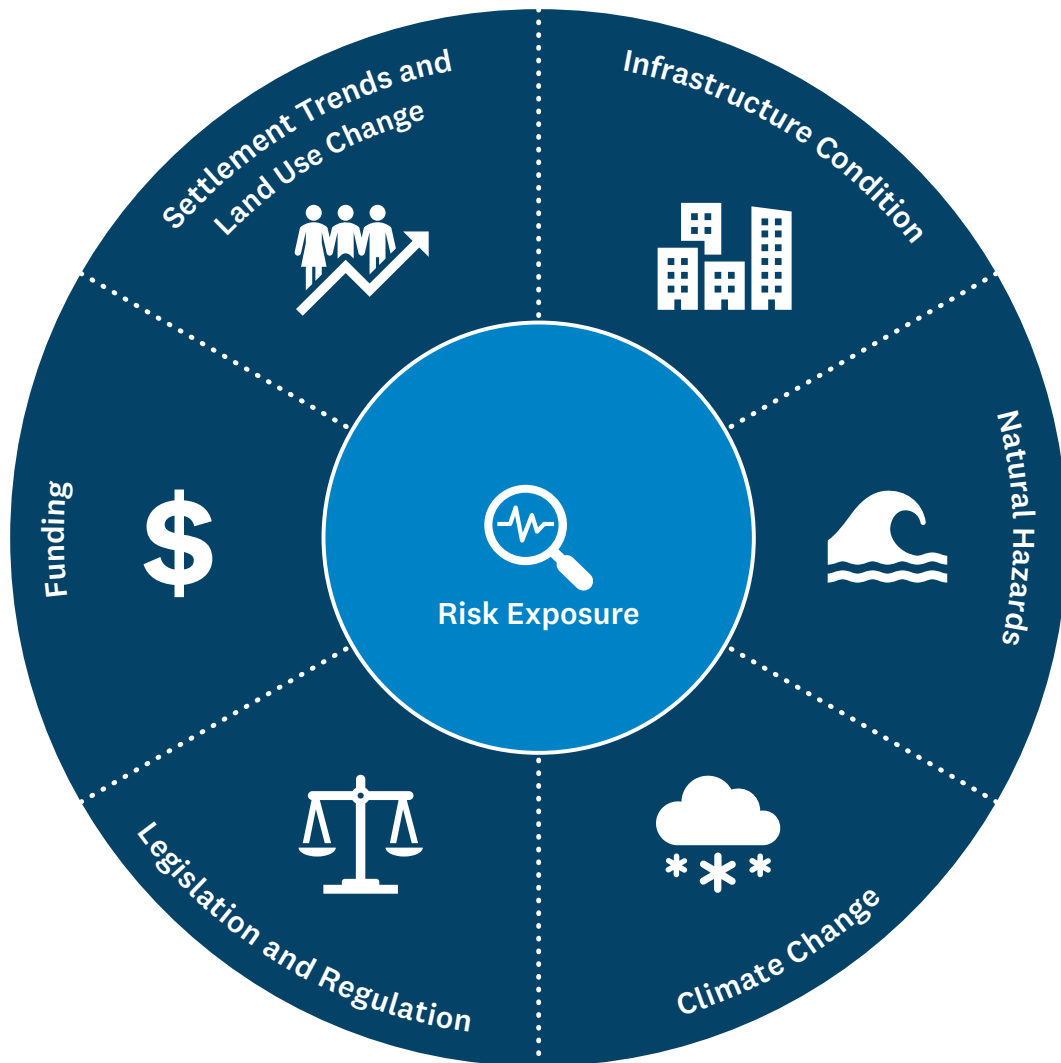 Settlement Trends and
Land Use Change
Infrastructure Condition
Natural Hazards
Climate Change
Legislation and Regulation
Funding
$
Risk Exposure